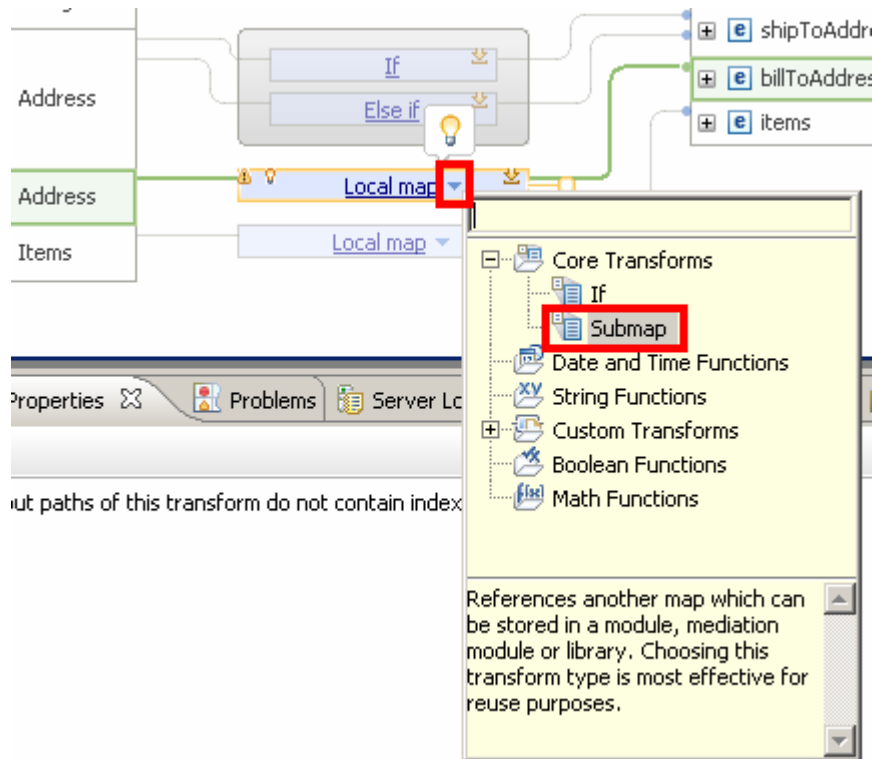 If
e shipToAddre
Address
Else if
e billToAddres
e items
Address
Local map
Items
Local map
Core Transforms
If
Submap
Date and Time Functions
XY String Functions
Custom Transforms
Boolean Functions
Math Functions
Properties
Problems
Server Lo
ut paths of this transform do not contain index
References another map which can
be stored in a module, mediation
module or library. Choosing this
transform type is most effective for
reuse purposes.